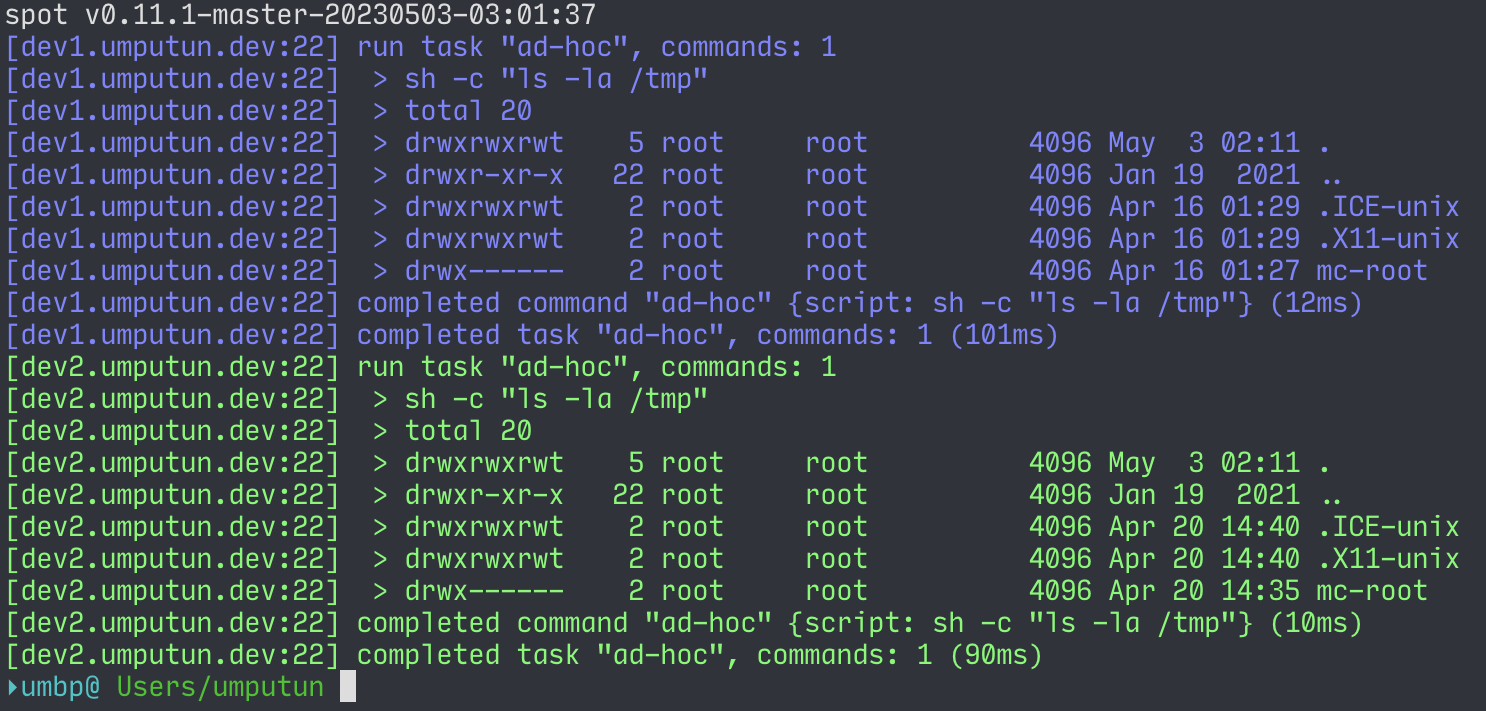 spot v0.11.1-master-20230503-03:01:37
[dev1.umputun.dev:22] run task "ad-hoc", commands: 1
[dev1.umputun.dev:22]  > sh -c "ls -la /tmp"
[dev1.umputun.dev:22]  > total 20
[dev1.umputun.dev:22]  > drwxrwxrwt    5 root     root          4096 May  3 02:11 .
[dev1.umputun.dev:22]  > drwxr-xr-x   22 root     root          4096 Jan 19  2021 ..
[dev1.umputun.dev:22]  > drwxrwxrwt    2 root     root          4096 Apr 16 01:29 .ICE-unix
[dev1.umputun.dev:22]  > drwxrwxrwt    2 root     root          4096 Apr 16 01:29 .X11-unix
[dev1.umputun.dev:22]  > drwx------    2 root     root          4096 Apr 16 01:27 mc-root
[dev1.umputun.dev:22] completed command "ad-hoc" {script: sh -c "ls -la /tmp"} (12ms)
[dev1.umputun.dev:22] completed task "ad-hoc", commands: 1 (101ms)
[dev2.umputun.dev:22] run task "ad-hoc", commands: 1
[dev2.umputun.dev:22]  > sh -c "ls -la /tmp"
[dev2.umputun.dev:22]  > total 20
[dev2.umputun.dev:22]  > drwxrwxrwt    5 root     root          4096 May  3 02:11 .
[dev2.umputun.dev:22]  > drwxr-xr-x   22 root     root          4096 Jan 19  2021 ..
[dev2.umputun.dev:22]  > drwxrwxrwt    2 root     root          4096 Apr 20 14:40 .ICE-unix
[dev2.umputun.dev:22]  > drwxrwxrwt    2 root     root          4096 Apr 20 14:40 .X11-unix
[dev2.umputun.dev:22]  > drwx------    2 root     root          4096 Apr 20 14:35 mc-root
[dev2.umputun.dev:22] completed command "ad-hoc" {script: sh -c "ls -la /tmp"} (10ms)
[dev2.umputun.dev:22] completed task "ad-hoc", commands: 1 (90ms)
▸umbp@ Users/umputun